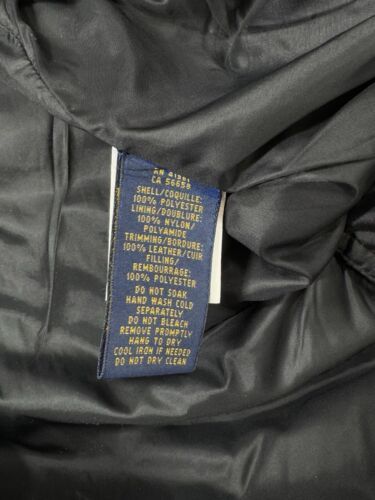 RN 41381
CA 56658
SHELL/COQUILLE:
100% POLYESTER
LINING/DOUBLURE:
100% NYLON/
POLYAMIDE
TRIMMING/BORDURE:
100% LEATHER/CUIR
FILLING/
REMBOURRAGE:
100% POLYESTER
DO NOT SOAK
HAND WASH COLD
SEPARATELY
DO NOT BLEACH
REMOVE PROMPTLY
HANG TO DRY
COOL IRON IF NEEDED
DO NOT DRY CLEAN